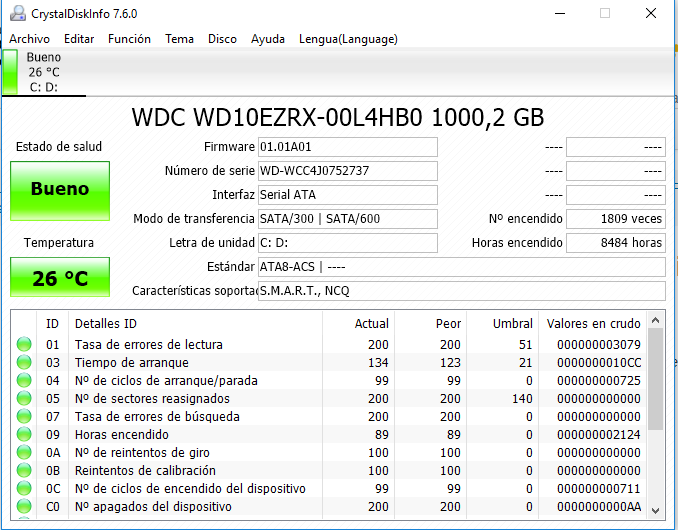 CrystalDiskInfo 7.6.0
Archivo Editar Función Tema Disco Ayuda Lengua(Language)
Bueno
26 °C
C: D:
WDC WD10EZRX-00L4HB0 1000,2 GB
Estado de salud
Bueno
Temperatura
26 °C
Firmware 01.01A01 ---- ----
Número de serie WD-WCC4J0752737 ---- ----
Interfaz Serial ATA ---- ----
Modo de transferencia SATA/300 | SATA/600 Nº encendido 1809 veces
Letra de unidad C: D: Horas encendido 8484 horas
Estándar ATA8-ACS | ----
Características soporta S.M.A.R.T., NCQ
ID Detalles ID Actual Peor Umbral Valores en crudo
01 Tasa de errores de lectura 200 200 51 000000003079
03 Tiempo de arranque 134 123 21 0000000010CC
04 Nº de ciclos de arranque/parada 99 99 0 000000000725
05 Nº de sectores reasignados 200 200 140 000000000000
07 Tasa de errores de búsqueda 200 200 0 000000000000
09 Horas encendido 89 89 0 000000002124
0A Nº de reintentos de giro 100 100 0 000000000000
0B Reintentos de calibración 100 100 0 000000000000
0C Nº de ciclos de encendido del dispositivo 99 99 0 000000000711
C0 Nº apagados del dispositivo 200 200 0 0000000000AA